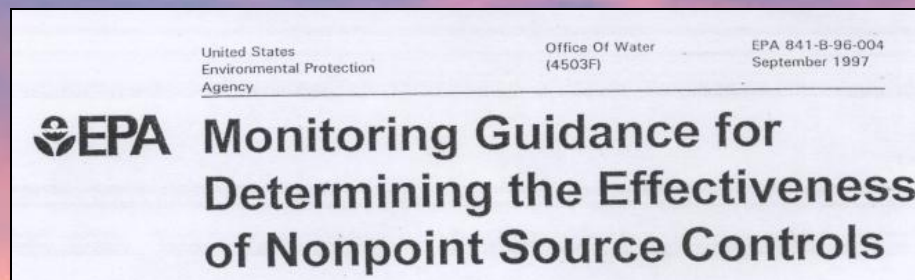 United States
Environmental Protection
Agency
Office Of Water
(4503F)
EPA 841-B-96-004
September 1997
EPA
Monitoring Guidance for
Determining the Effectiveness
of Nonpoint Source Controls